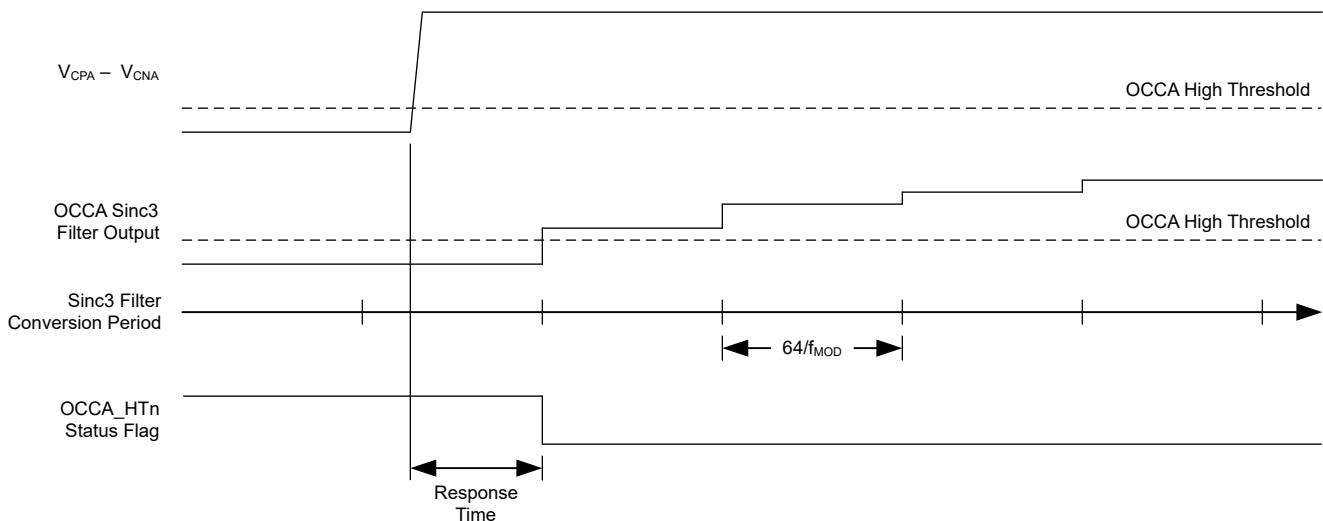 V_CPA – V_CNA
OCCA High Threshold
OCCA Sinc3
Filter Output
OCCA High Threshold
Sinc3 Filter
Conversion Period
64/f_MOD
OCCA_HTn
Status Flag
Response
Time